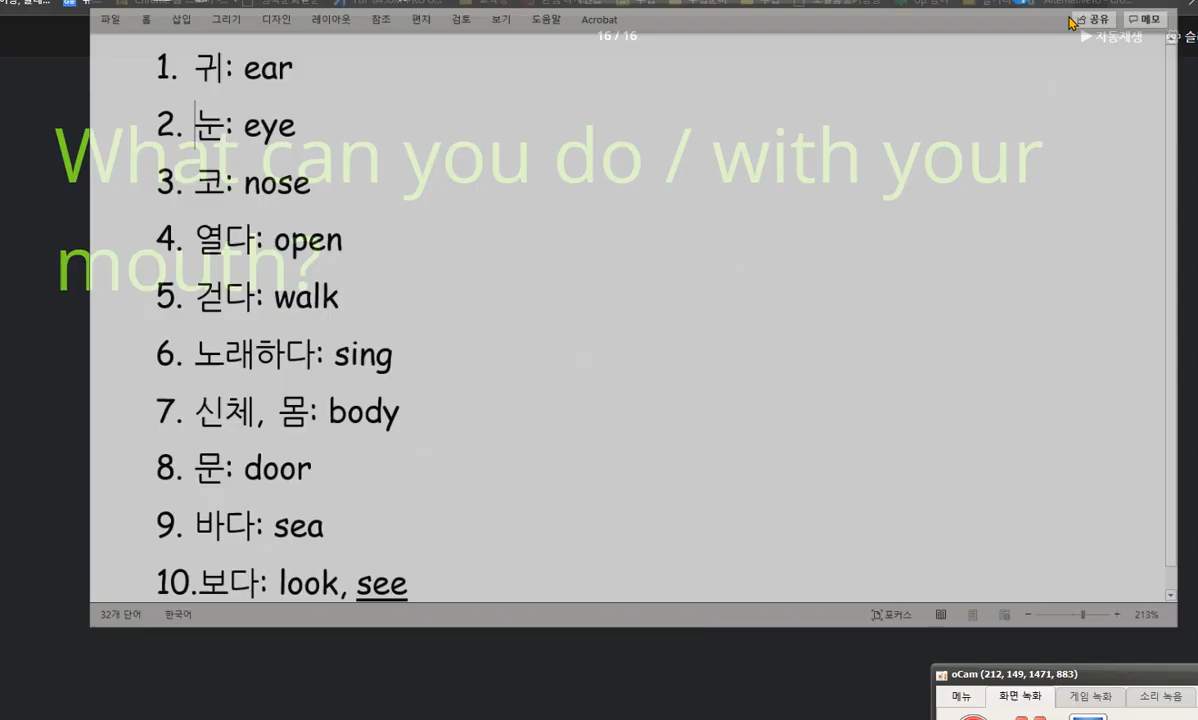 파일 홈 삽입 그리기 디자인 레이아웃 참조 편지 검토 보기 도움말 Acrobat 공유 메모
16 / 16 자동재생
1. 귀: ear
2. 눈: eye
What can you do / with your
3. 코: nose
4. 열다: open
mouth?
5. 걷다: walk
6. 노래하다: sing
7. 신체, 몸: body
8. 문: door
9. 바다: sea
10.보다: look, see
32개 단어 한국어 포커스 213%
oCam (212, 149, 1471, 883)
메뉴 화면 녹화 게임 녹화 소리 녹음